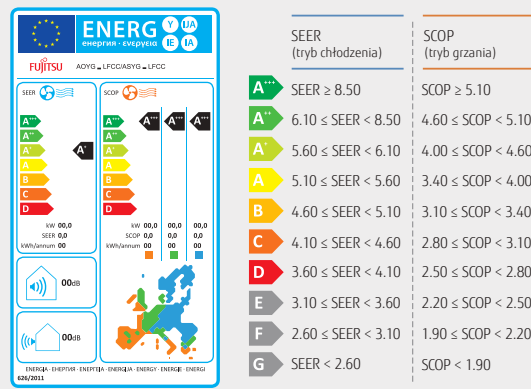 ENERG Y IJA
енергия · ενεργεια IE IA
FUJITSU AOYG LFCC/ASYG LFCC
SEER SCOP
A+++ A+++ A+++ A+++ A+++
A++ A++
A+ A+ A+
A A
B B
C C
D D
kW 00,0 kW 00,0 00,0 00,0
SEER 0,0 SCOP 0,0 0,0 0,0
kWh/annum 00 kWh/annum 00 00 00
00dB
00dB
ENERGIA · ЕНЕРГИЯ · ΕΝΕΡΓΕΙΑ · ENERGIJA · ENERGY · ENERGIE · ENERGI
626/2011
SEER SCOP
(tryb chłodzenia) (tryb grzania)
A+++ SEER ≥ 8.50 SCOP ≥ 5.10
A++ 6.10 ≤ SEER < 8.50 4.60 ≤ SCOP < 5.10
A+ 5.60 ≤ SEER < 6.10 4.00 ≤ SCOP < 4.60
A 5.10 ≤ SEER < 5.60 3.40 ≤ SCOP < 4.00
B 4.60 ≤ SEER < 5.10 3.10 ≤ SCOP < 3.40
C 4.10 ≤ SEER < 4.60 2.80 ≤ SCOP < 3.10
D 3.60 ≤ SEER < 4.10 2.50 ≤ SCOP < 2.80
E 3.10 ≤ SEER < 3.60 2.20 ≤ SCOP < 2.50
F 2.60 ≤ SEER < 3.10 1.90 ≤ SCOP < 2.20
G SEER < 2.60 SCOP < 1.90